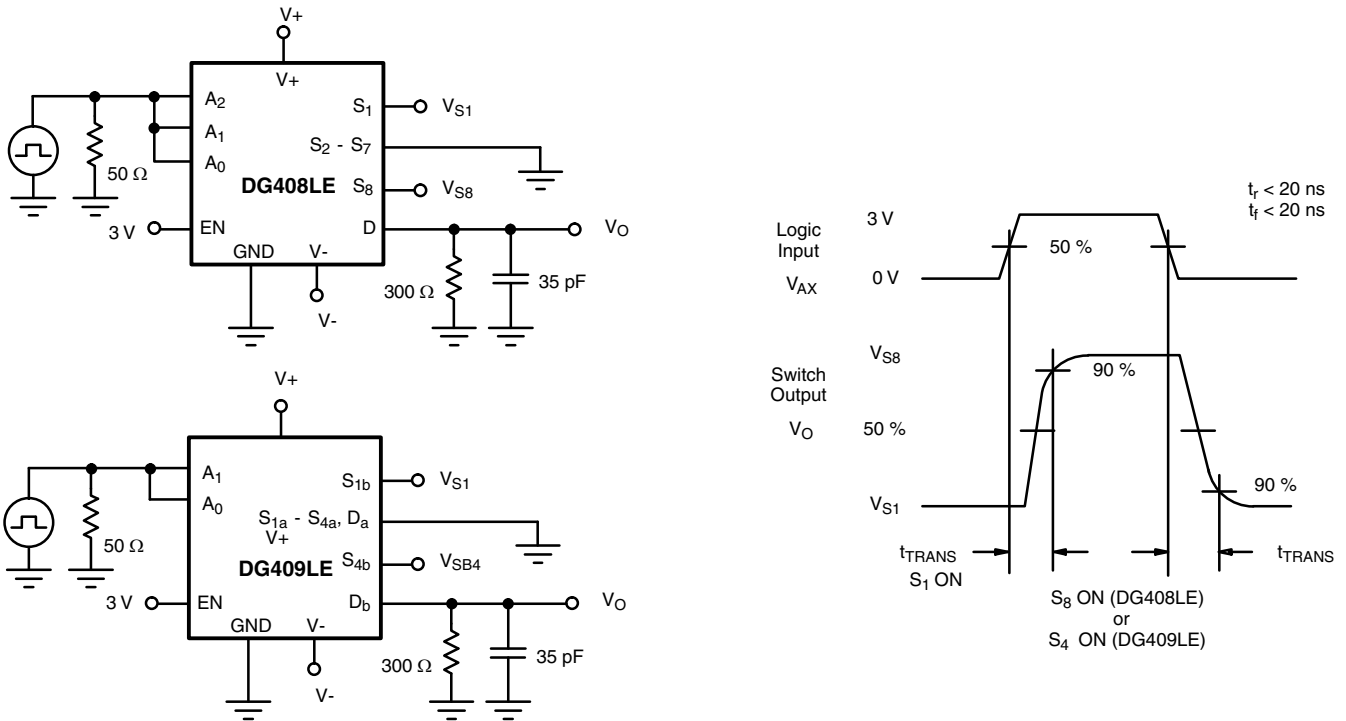 V+
V+
A2
A1
A0
50 Ω
S1
VS1
S2 - S7
DG408LE
S8
VS8
3 V
EN
D
VO
GND
V-
300 Ω
35 pF
V-
V+
A1
A0
50 Ω
S1b
VS1
S1a - S4a, Da
V+
DG409LE
S4b
VSB4
3 V
EN
Db
VO
GND
V-
300 Ω
35 pF
V-
tr < 20 ns
tf < 20 ns
Logic
Input
VAX
3 V
50 %
0 V
VS8
Switch
Output
VO
90 %
50 %
VS1
90 %
tTRANS
tTRANS
S1 ON
S8 ON (DG408LE)
or
S4 ON (DG409LE)